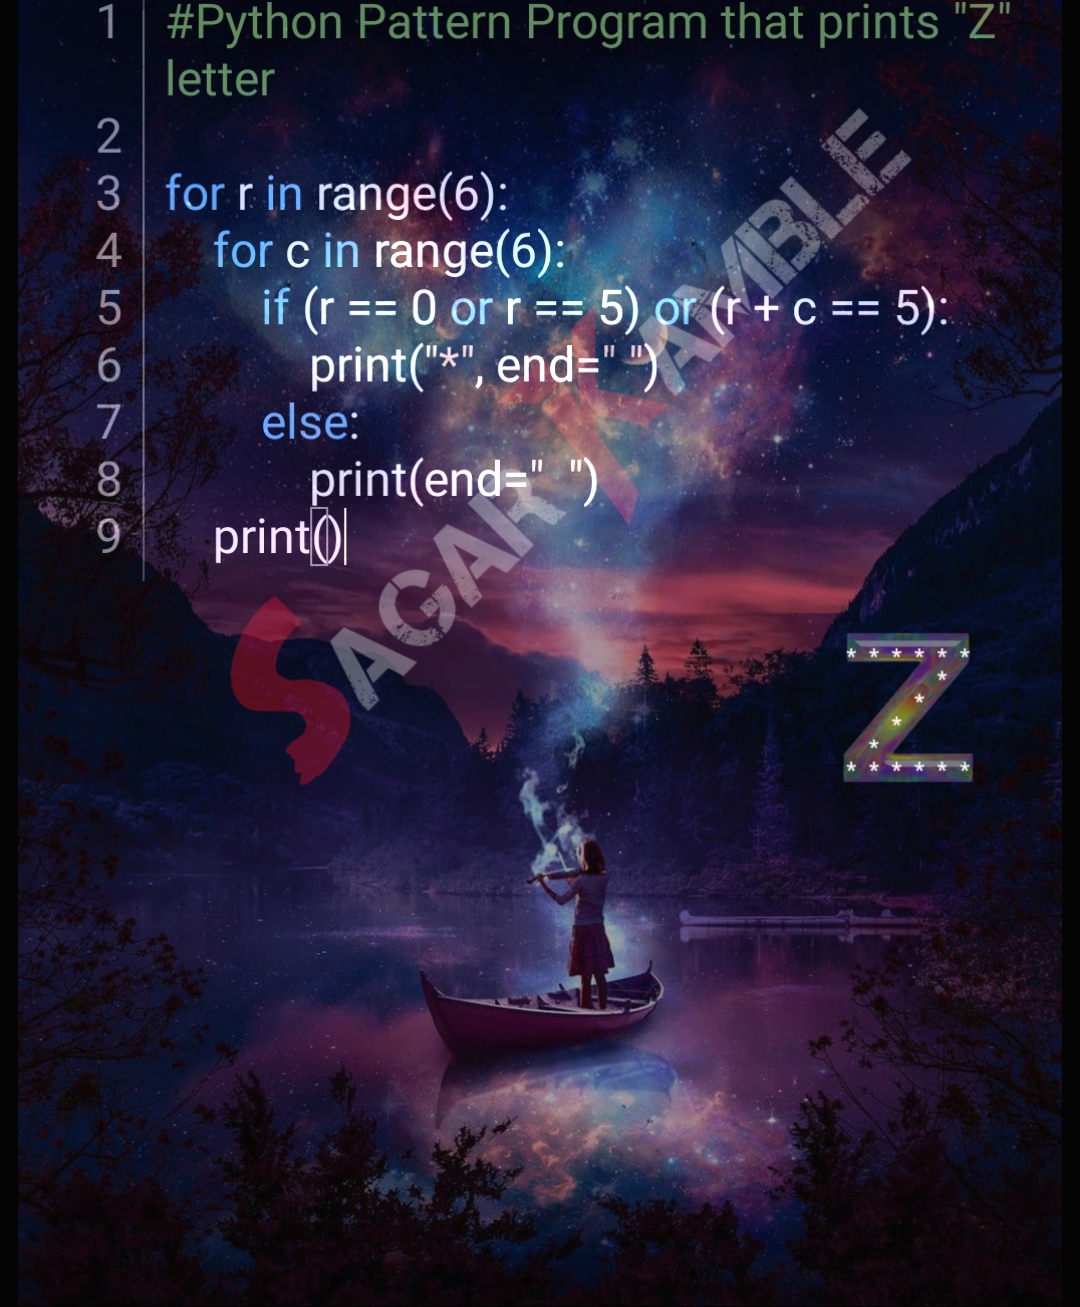 1 #Python Pattern Program that prints "Z"
letter
2
3 for r in range(6):
4     for c in range(6):
5         if (r == 0 or r == 5) or (r + c == 5):
6             print("*", end=" ")
7         else:
8             print(end="  ")
9     print()
SAGAR KAMBLE
* * * * * *
        *
      *
    *
  *
* * * * * *